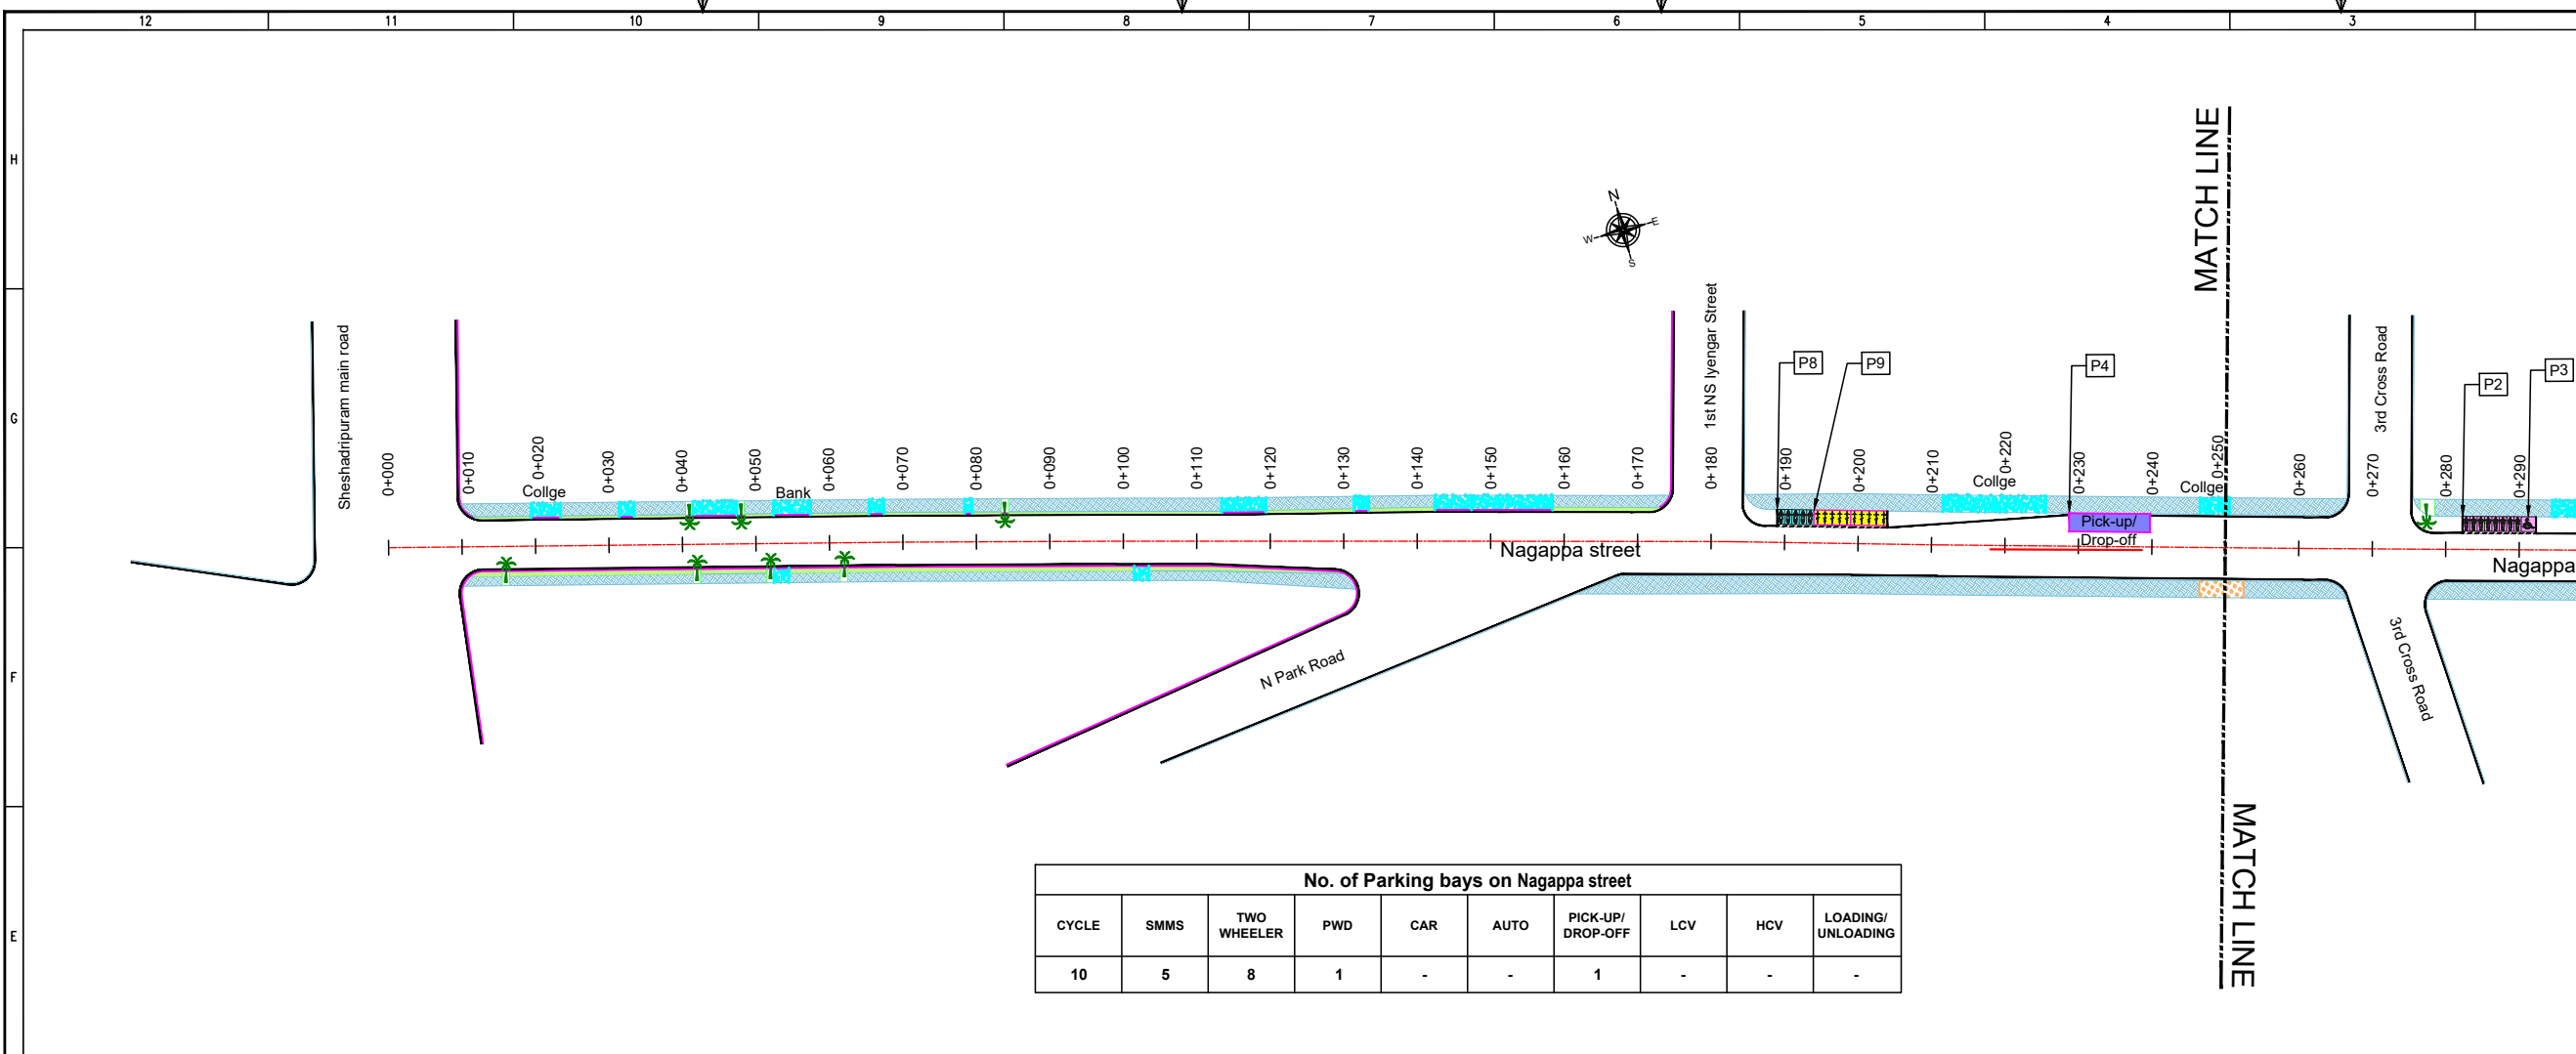 12 11 10 9 8 7 6 5 4 3
H
G
F
E
N
E
W
S
MATCH LINE
Sheshadripuram main road
1st NS Iyengar Street
3rd Cross Road
P8
P9
P4
P2
P3
0+000
0+010
0+020
0+030
0+040
0+050
0+060
0+070
0+080
0+090
0+100
0+110
0+120
0+130
0+140
0+150
0+160
0+170
0+180
0+190
0+200
0+210
0+220
0+230
0+240
0+250
0+260
0+270
0+280
0+290
Collge
Bank
Collge
Collge
Pick-up/
Drop-off
Nagappa street
Nagappa
N Park Road
3rd Cross Road
MATCH LINE
No. of Parking bays on Nagappa street
CYCLE SMMS TWO WHEELER PWD CAR AUTO PICK-UP/ DROP-OFF LCV HCV LOADING/ UNLOADING
10 5 8 1 - - 1 - - -